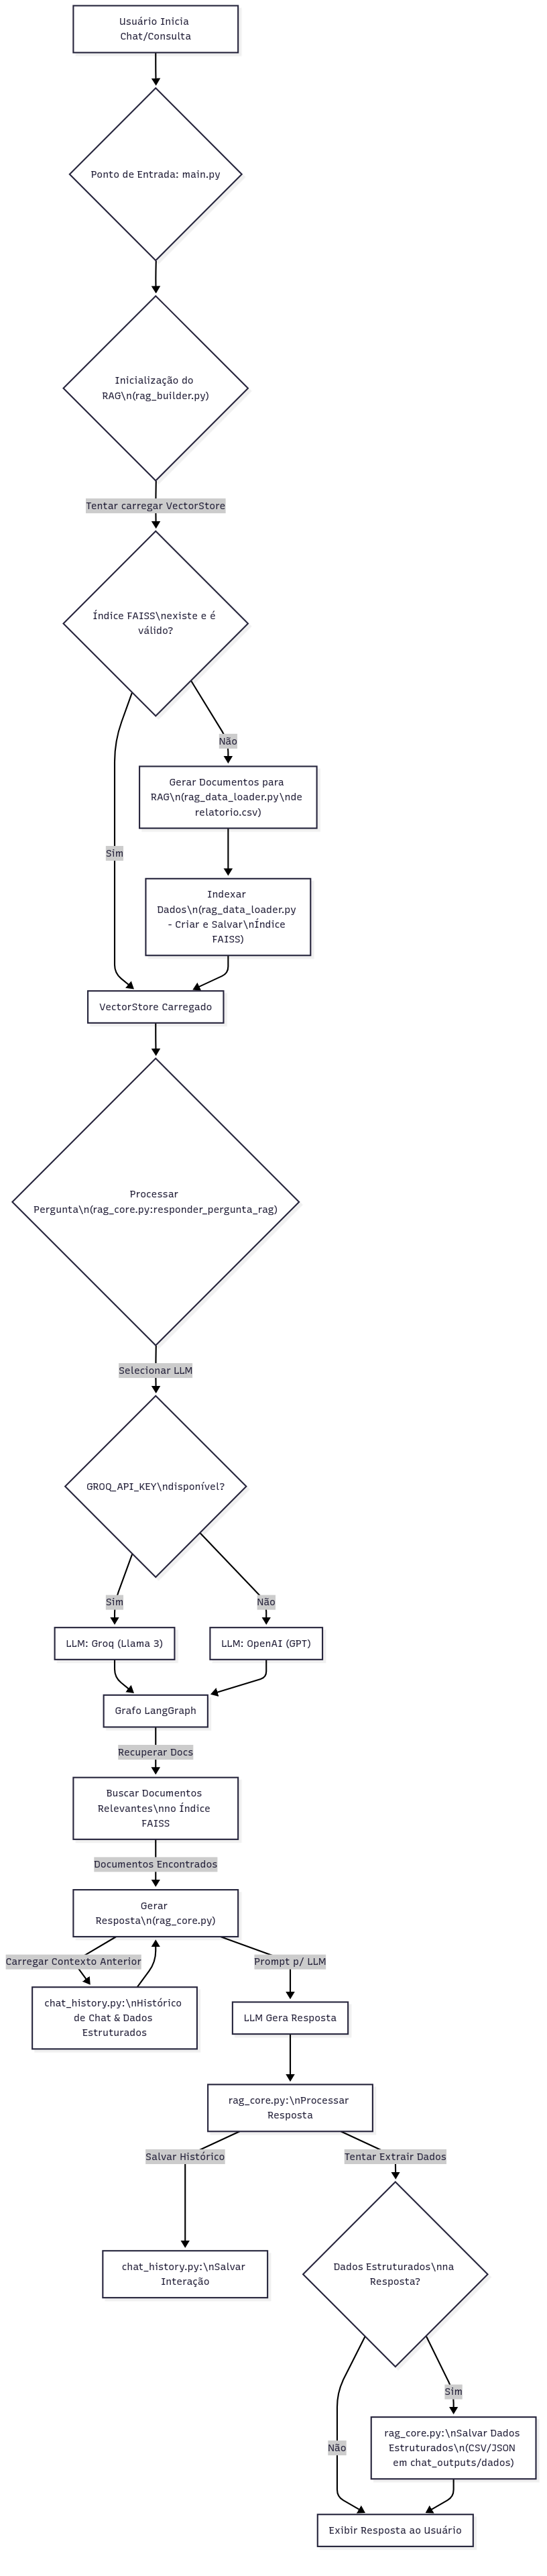 Usuário Inicia
Chat/Consulta
Ponto de Entrada: main.py
Inicialização do
RAG\n(rag_builder.py)
Tentar carregar VectorStore
Índice FAISS\nexiste e é
válido?
Não
Gerar Documentos para
RAG\n(rag_data_loader.py\nde
relatorio.csv)
Sim
Indexar
Dados\n(rag_data_loader.py
- Criar e Salvar\nÍndice
FAISS)
VectorStore Carregado
Processar
Pergunta\n(rag_core.py:responder_pergunta_rag)
Selecionar LLM
GROQ_API_KEY\ndisponível?
Sim
Não
LLM: Groq (Llama 3)
LLM: OpenAI (GPT)
Grafo LangGraph
Recuperar Docs
Buscar Documentos
Relevantes\nno Índice
FAISS
Documentos Encontrados
Gerar
Resposta\n(rag_core.py)
Carregar Contexto Anterior
Prompt p/ LLM
chat_history.py:\nHistórico
de Chat & Dados
Estruturados
LLM Gera Resposta
rag_core.py:\nProcessar
Resposta
Salvar Histórico
Tentar Extrair Dados
chat_history.py:\nSalvar
Interação
Dados Estruturados\nna
Resposta?
Sim
Não
rag_core.py:\nSalvar Dados
Estruturados\n(CSV/JSON
em chat_outputs/dados)
Exibir Resposta ao Usuário